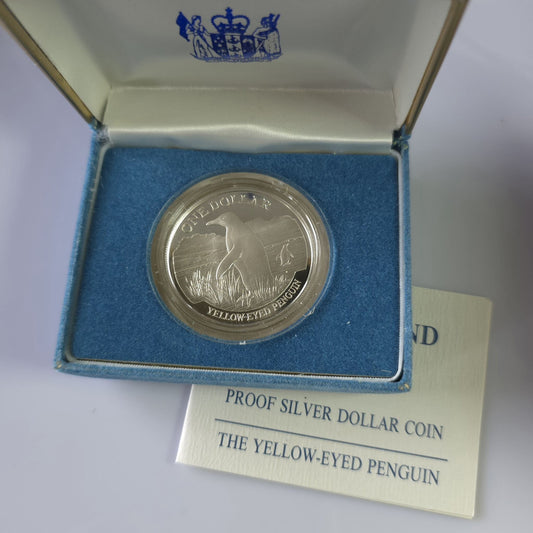 ONE DOLLAR
YELLOW-EYED PENGUIN
ND
PROOF SILVER DOLLAR COIN
THE YELLOW-EYED PENGUIN